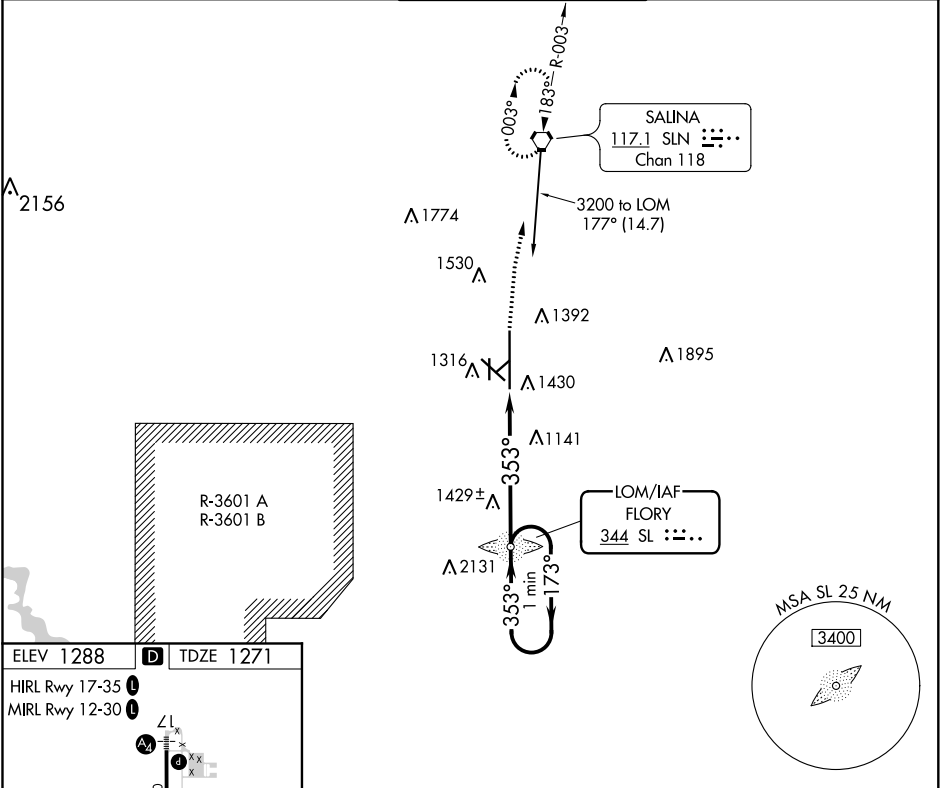 R-003
183°
003°
SALINA
117.1 SLN
Chan 118
2156
3200 to LOM
177° (14.7)
1774
1530
1392
1316
1895
1430
1141
353°
R-3601 A
R-3601 B
1429±
LOM/IAF
FLORY
344 SL
2131
353°
1 min
173°
MSA SL 25 NM
3400
ELEV 1288 D TDZE 1271
HIRL Rwy 17-35 L
MIRL Rwy 12-30 L
17
A4
P
x
x
x x
x